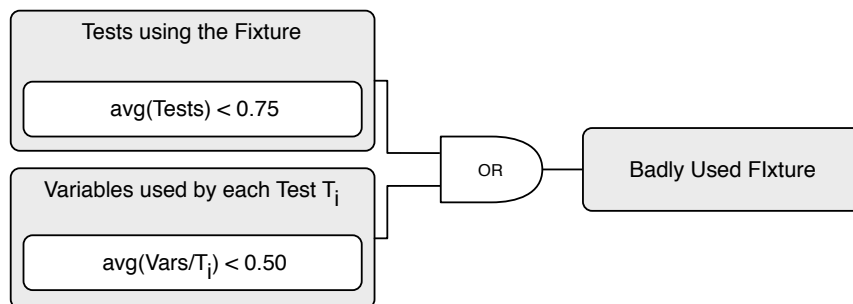 Tests using the Fixture
avg(Tests) < 0.75
Variables used by each Test Ti
avg(Vars/Ti) < 0.50
OR
Badly Used FIxture